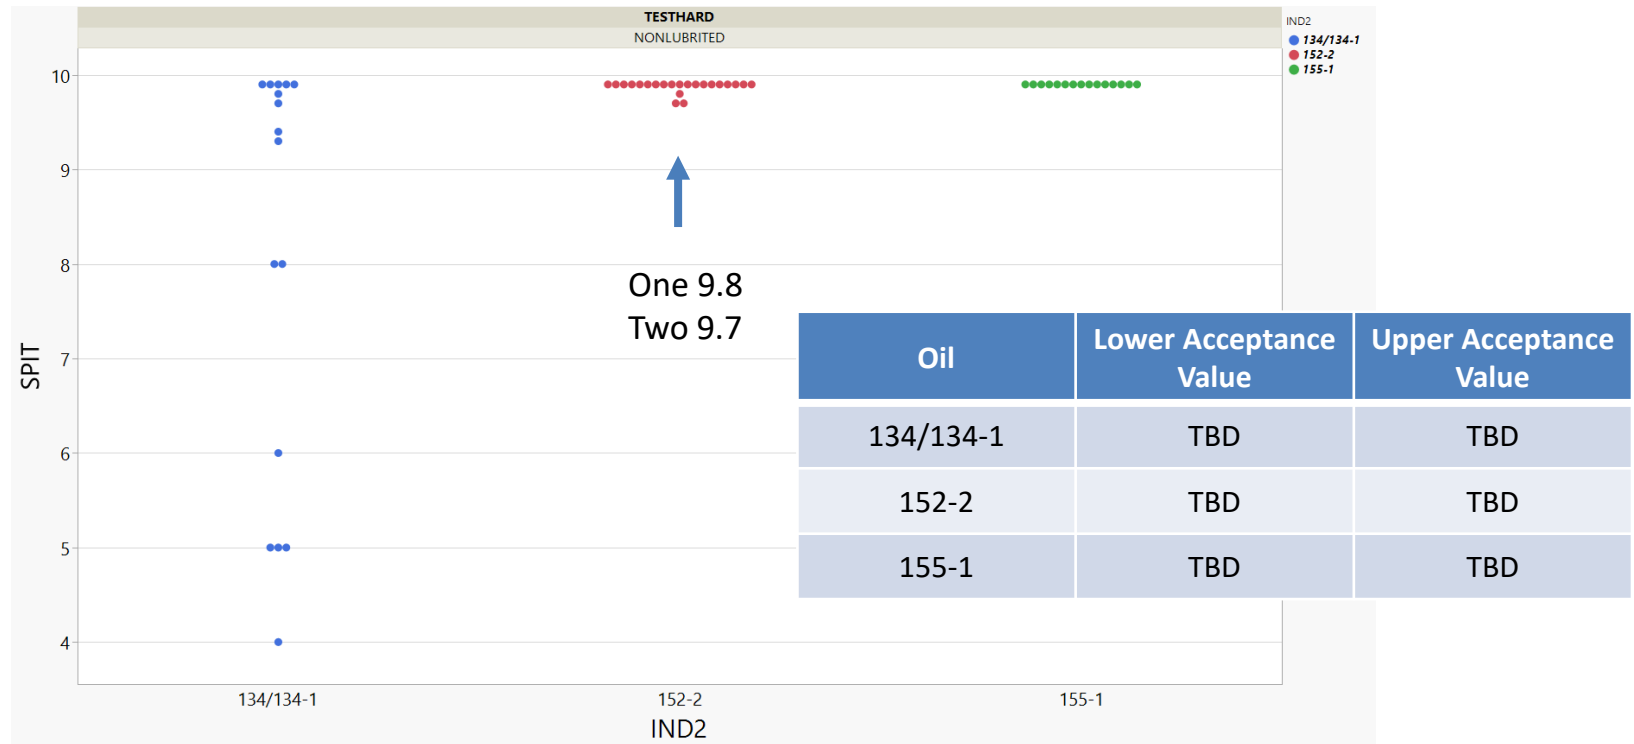 TESTHARD
NONLUBRITED
IND2
134/134-1
152-2
155-1
10
9
8
7
6
5
4
SPIT
One 9.8
Two 9.7
Oil
Lower Acceptance
Value
Upper Acceptance
Value
134/134-1
TBD
TBD
152-2
TBD
TBD
155-1
TBD
TBD
134/134-1
152-2
155-1
IND2